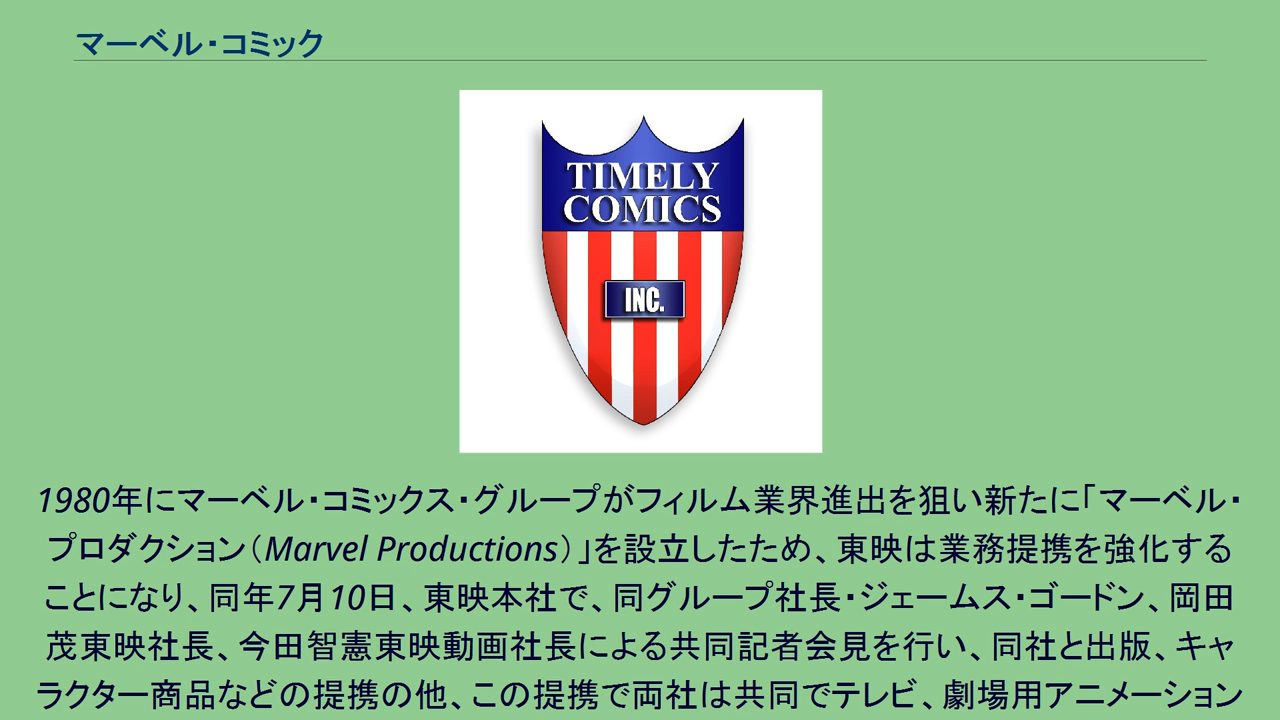 マーベル・コミック
TIMELY
COMICS
INC.
1980年にマーベル・コミックス・グループがフィルム業界進出を狙い新たに「マーベル・
プロダクション（Marvel Productions）」を設立したため、東映は業務提携を強化する
ことになり、同年7月10日、東映本社で、同グループ社長・ジェームス・ゴードン、岡田
茂東映社長、今田智憲東映動画社長による共同記者会見を行い、同社と出版、キャ
ラクター商品などの提携の他、この提携で両社は共同でテレビ、劇場用アニメーション